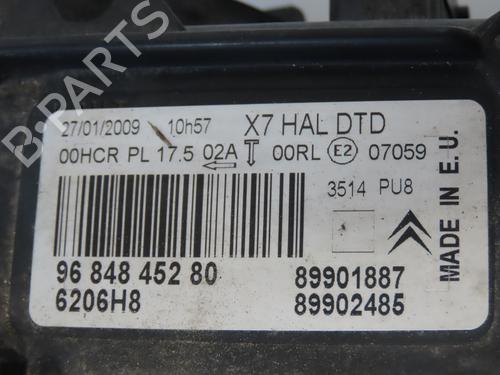 27/01/2009 10h57 X7 HAL DTD
00HCR PL 17.5 02A 00RL E2 07059
3514 PU8
MADE IN E.U.
96 848 452 80 89901887
6206H8 89902485
B-PARTS